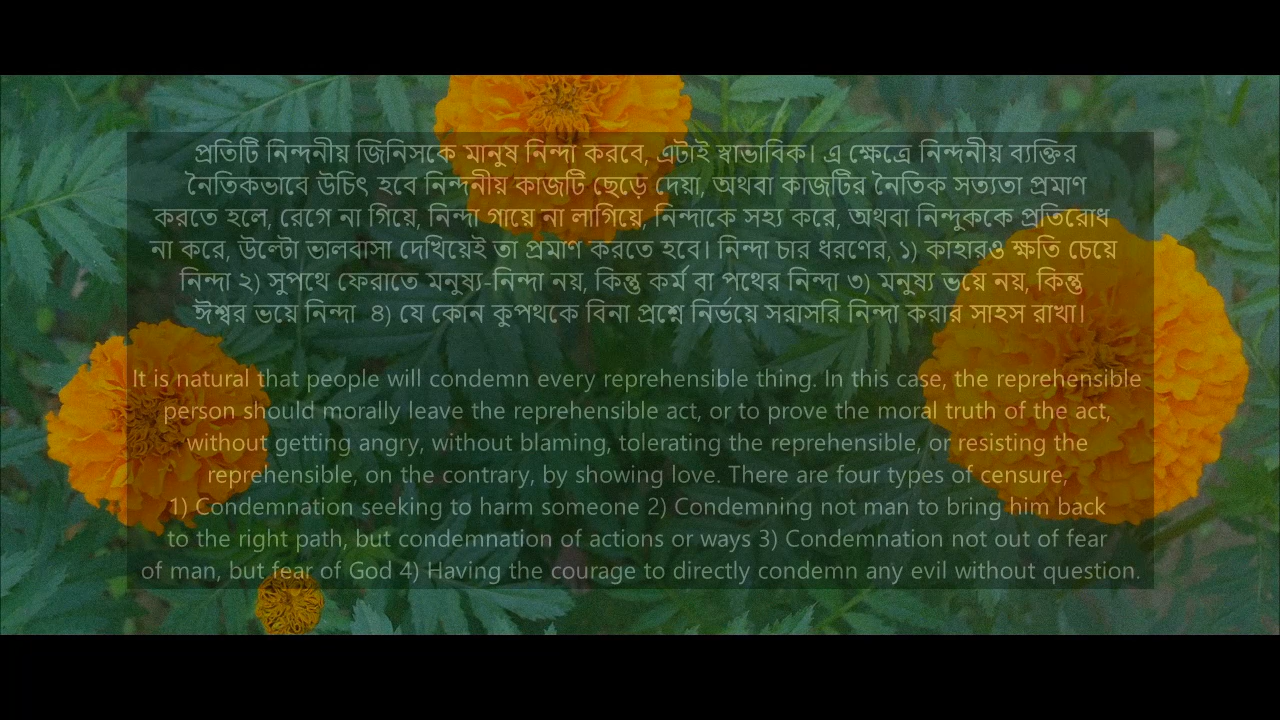 প্রতিটি নিন্দনীয় জিনিসকে মানুষ নিন্দা করবে, এটাই স্বাভাবিক। এ ক্ষেত্রে নিন্দনীয় ব্যক্তির
নৈতিকভাবে উচিৎ হবে নিন্দনীয় কাজটি ছেড়ে দেয়া, অথবা কাজটির নৈতিক সত্যতা প্রমাণ
করতে হলে, রেগে না গিয়ে, নিন্দা গায়ে না লাগিয়ে, নিন্দাকে সহ্য করে, অথবা নিন্দুককে প্রতিরোধ
না করে, উল্টো ভালবাসা দেখিয়েই তা প্রমাণ করতে হবে। নিন্দা চার ধরণের, ১) কাহারও ক্ষতি চেয়ে
নিন্দা ২) সুপথে ফেরাতে মনুষ্য-নিন্দা নয়, কিন্তু কর্ম বা পথের নিন্দা ৩) মনুষ্য ভয়ে নয়, কিন্তু
ঈশ্বর ভয়ে নিন্দা ৪) যে কোন কুপথকে বিনা প্রশ্নে নির্ভয়ে সরাসরি নিন্দা করার সাহস রাখা।
It is natural that people will condemn every reprehensible thing. In this case, the reprehensible
person should morally leave the reprehensible act, or to prove the moral truth of the act,
without getting angry, without blaming, tolerating the reprehensible, or resisting the
reprehensible, on the contrary, by showing love. There are four types of censure,
1) Condemnation seeking to harm someone 2) Condemning not man to bring him back
to the right path, but condemnation of actions or ways 3) Condemnation not out of fear
of man, but fear of God 4) Having the courage to directly condemn any evil without question.